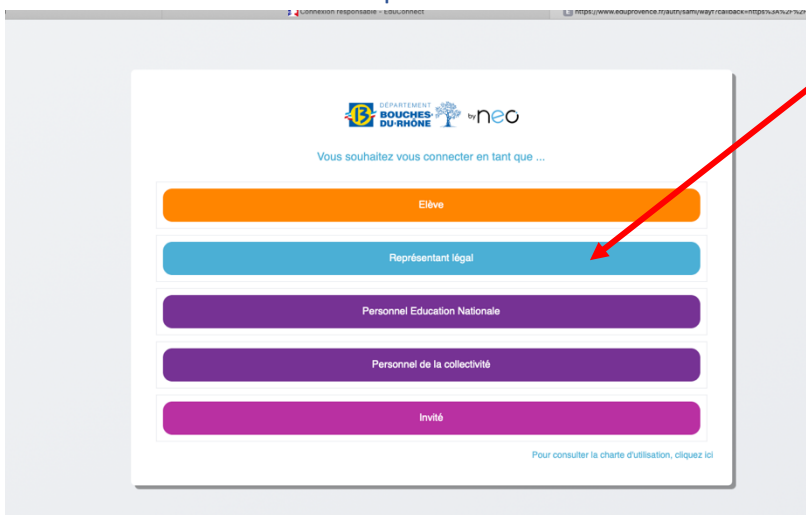 Connexion responsable - EduConnect
https://www.eduprovence.fr/auth/saml/wayf?callback=https%3A%2F%2F
DÉPARTEMENT
BOUCHES-
DU-RHÔNE
13
by neo
Vous souhaitez vous connecter en tant que ...
Elève
Représentant légal
Personnel Education Nationale
Personnel de la collectivité
Invité
Pour consulter la charte d'utilisation, cliquez ici